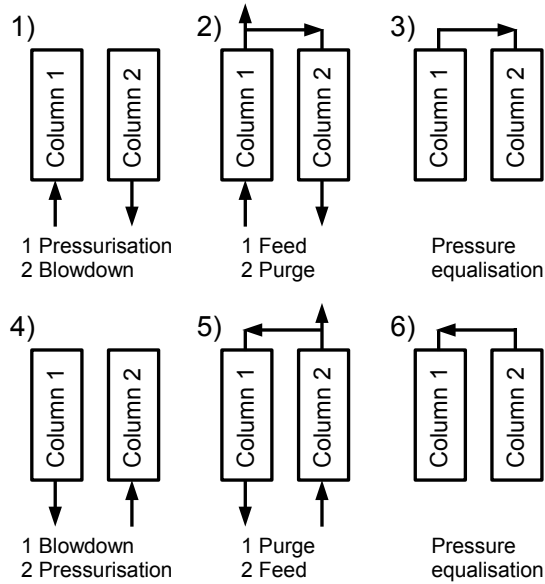 1)
Column 1
Column 2
1 Pressurisation
2 Blowdown
2)
Column 1
Column 2
1 Feed
2 Purge
3)
Column 1
Column 2
Pressure
equalisation
4)
Column 1
Column 2
1 Blowdown
2 Pressurisation
5)
Column 1
Column 2
1 Purge
2 Feed
6)
Column 1
Column 2
Pressure
equalisation